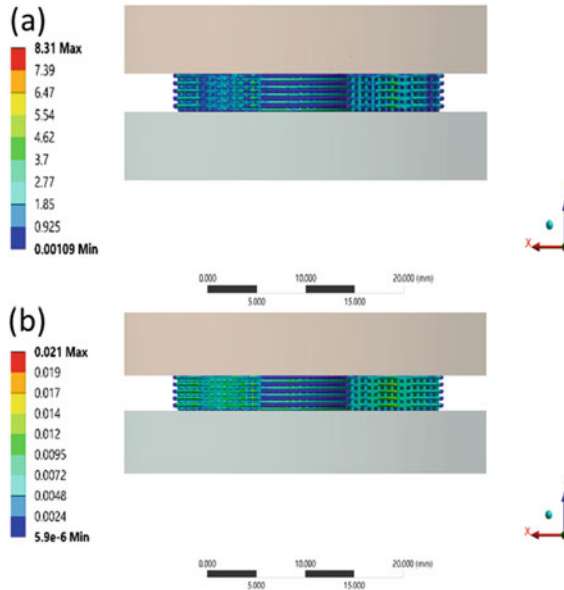 (a)
8.31 Max
7.39
6.47
5.54
4.62
3.7
2.77
1.85
0.925
0.00109 Min
X
0.000 10.000 20.000 (mm)
5.000 15.000
(b)
0.021 Max
0.019
0.017
0.014
0.012
0.0095
0.0072
0.0048
0.0024
5.9e-6 Min
X
0.000 10.000 20.000 (mm)
5.000 15.000